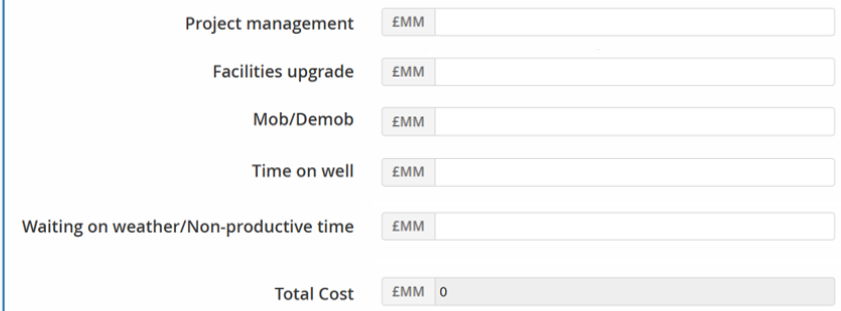 Project management £MM
Facilities upgrade £MM
Mob/Demob £MM
Time on well £MM
Waiting on weather/Non-productive time £MM
Total Cost £MM 0